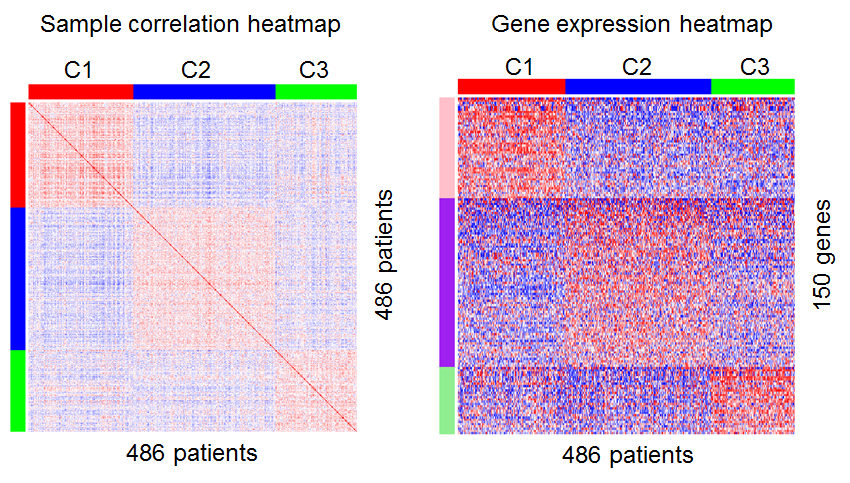 Sample correlation heatmap
C1 C2 C3
486 patients
486 patients
Gene expression heatmap
C1 C2 C3
150 genes
486 patients